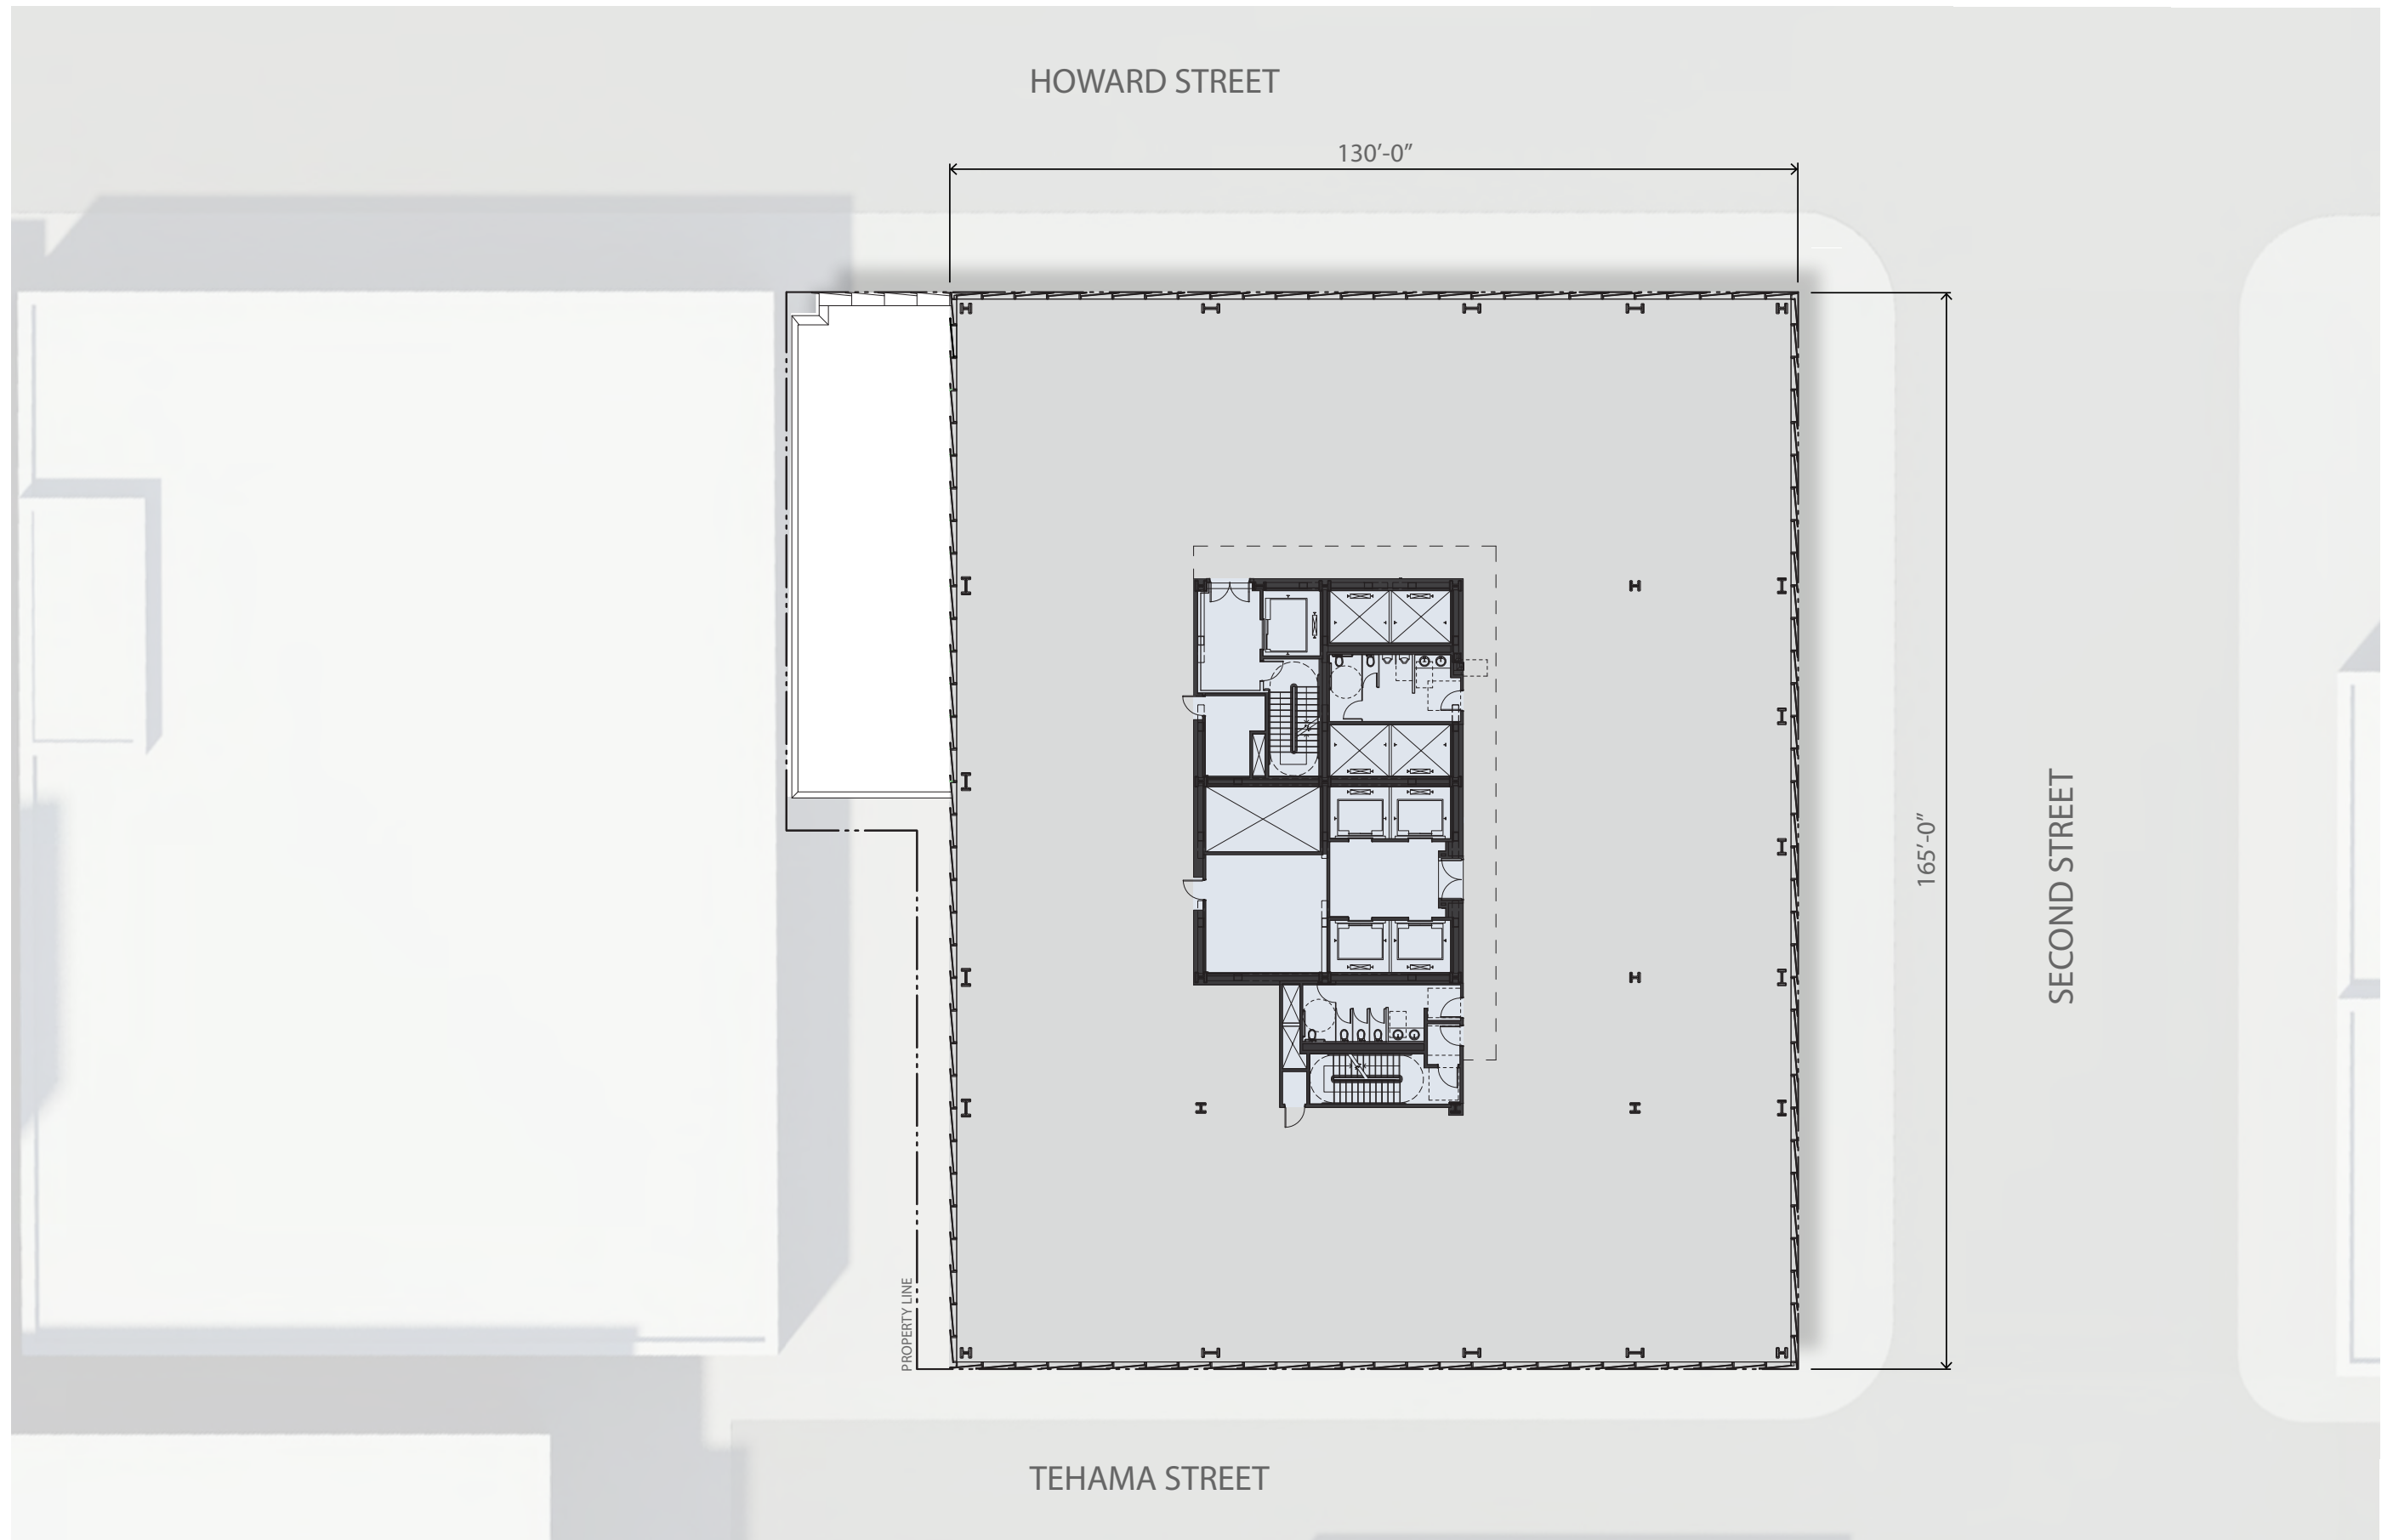 HOWARD STREET
130’-0”
165’-0”
SECOND STREET
PROPERTY LINE
TEHAMA STREET